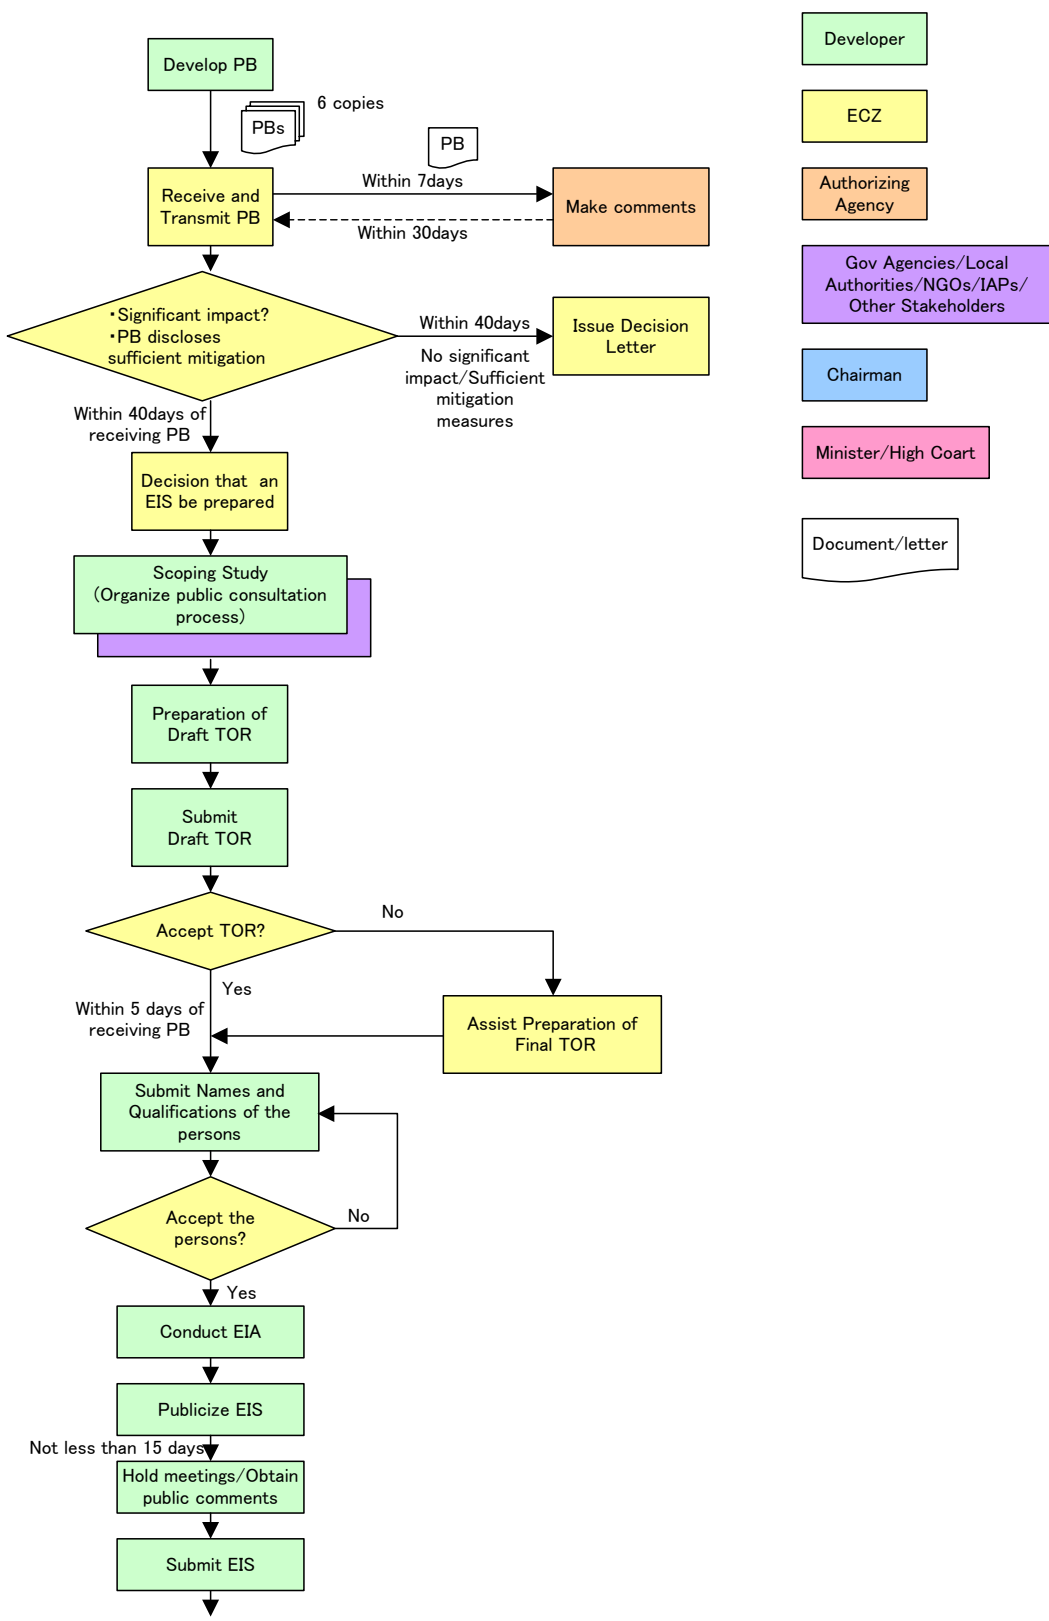 Develop PB
6 copies
PBs
PB
Receive and
Transmit PB
Within 7days
Within 30days
Make comments
・Significant impact?
・PB discloses
sufficient mitigation
Within 40days
No significant
impact/Sufficient
mitigation
measures
Issue Decision
Letter
Within 40days of
receiving PB
Decision that an
EIS be prepared
Scoping Study
(Organize public consultation
process)
Preparation of
Draft TOR
Submit
Draft TOR
Accept TOR?
No
Yes
Within 5 days of
receiving PB
Assist Preparation of
Final TOR
Submit Names and
Qualifications of the
persons
Accept the
persons?
No
Yes
Conduct EIA
Publicize EIS
Not less than 15 days
Hold meetings/Obtain
public comments
Submit EIS
Developer
ECZ
Authorizing
Agency
Gov Agencies/Local
Authorities/NGOs/IAPs/
Other Stakeholders
Chairman
Minister/High Coart
Document/letter